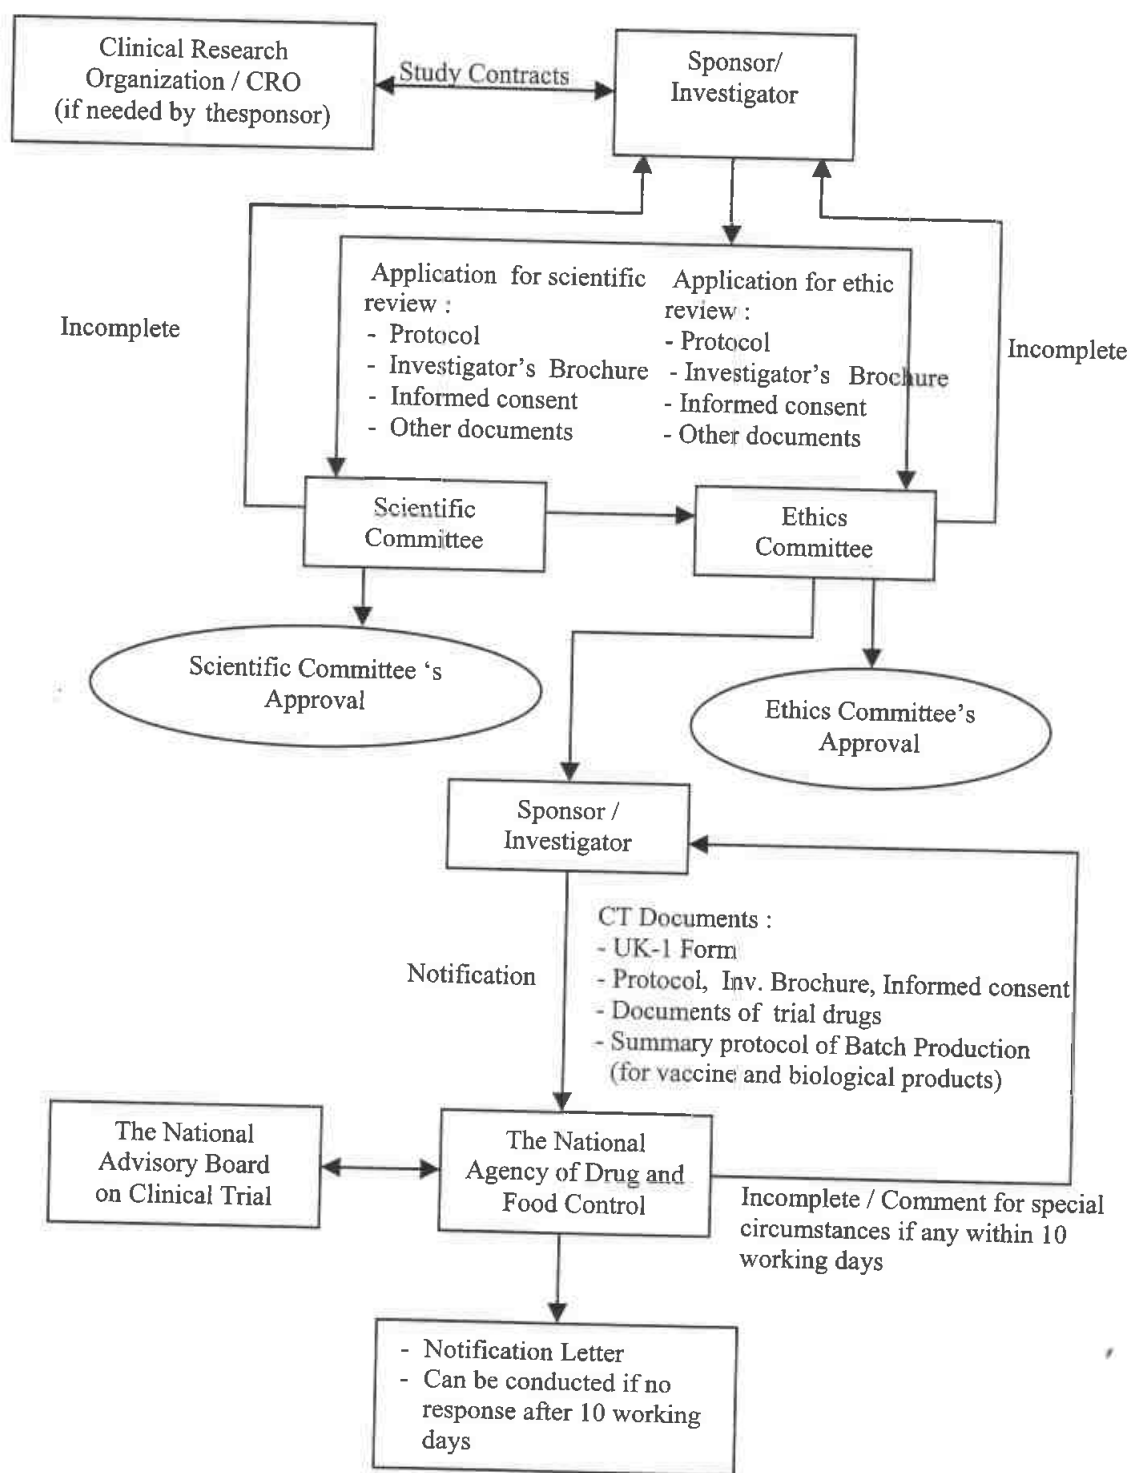 Clinical Research
Organization / CRO
(if needed by thesponsor)
Study Contracts
Sponsor/
Investigator
Incomplete
Application for scientific
review :
- Protocol
- Investigator's Brochure
- Informed consent
- Other documents
Application for ethic
review :
- Protocol
- Investigator's Brochure
- Informed consent
- Other documents
Incomplete
Scientific
Committee
Ethics
Committee
Scientific Committee ‘s
Approval
Ethics Committee's
Approval
Sponsor /
Investigator
Notification
CT Documents :
- UK-1 Form
- Protocol, Inv. Brochure, Informed consent
- Documents of trial drugs
- Summary protocol of Batch Production
(for vaccine and biological products)
The National
Advisory Board
on Clinical Trial
The National
Agency of Drug and
Food Control
Incomplete / Comment for special
circumstances if any within 10
working days
- Notification Letter
- Can be conducted if no
response after 10 working
days